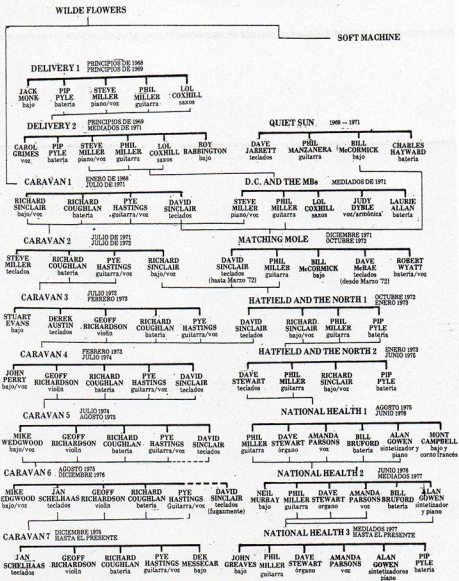 WILDE FLOWERS
SOFT MACHINE
DELIVERY 1 PRINCIPIOS DE 1968
PRINCIPIOS DE 1969
JACK MONK bajo
PIP PYLE batería
STEVE MILLER piano/voz
PHIL MILLER guitarra
LOL COXHILL saxos
DELIVERY 2 PRINCIPIOS DE 1969
MEDIADOS DE 1971
CAROL GRIMES voz
PIP PYLE batería
STEVE MILLER piano/voz
PHIL MILLER guitarra
LOL COXHILL saxos
ROY BABBINGTON bajo
QUIET SUN 1969 — 1971
DAVE JARRETT teclados
PHIL MANZANERA guitarra
BILL McCORMICK bajo
CHARLES HAYWARD batería
CARAVAN 1 ENERO DE 1968
JULIO DE 1971
RICHARD SINCLAIR bajo/voz
RICHARD COUGHLAN batería
PYE HASTINGS guitarra/voz
DAVID SINCLAIR teclados
D.C. AND THE MBs MEDIADOS DE 1971
STEVE MILLER piano/voz
PHIL MILLER guitarra
LOL COXHILL saxos
JUDY DYBLE voz/armónica
LAURIE ALLAN batería
CARAVAN 2 JULIO DE 1971
JULIO DE 1972
STEVE MILLER teclados
RICHARD COUGHLAN batería
PYE HASTINGS guitarra/voz
RICHARD SINCLAIR bajo/voz
MATCHING MOLE DICIEMBRE 1971
OCTUBRE 1972
DAVID SINCLAIR teclados (hasta Marzo 72)
PHIL MILLER guitarra
BILL McCORMICK bajo
DAVE McRAE teclados (desde Marzo 72)
ROBERT WYATT batería/voz
CARAVAN 3 JULIO 1972
FEBRERO 1973
STUART EVANS bajo
DEREK AUSTIN teclados
GEOFF RICHARDSON violín
RICHARD COUGHLAN batería
PYE HASTINGS guitarra/voz
HATFIELD AND THE NORTH 1 OCTUBRE 1972
ENERO 1973
DAVID SINCLAIR teclados
RICHARD SINCLAIR bajo/voz
PHIL MILLER guitarra
PIP PYLE batería
CARAVAN 4 FEBRERO 1973
JULIO 1974
JOHN PERRY bajo/voz
GEOFF RICHARDSON violín
RICHARD COUGHLAN batería
PYE HASTINGS guitarra/voz
DAVID SINCLAIR teclados
HATFIELD AND THE NORTH 2 ENERO 1973
JUNIO 1975
DAVE STEWART teclados
PHIL MILLER guitarra
RICHARD SINCLAIR bajo/voz
PIP PYLE batería
CARAVAN 5 JULIO 1974
AGOSTO 1975
MIKE WEDGWOOD bajo/voz
GEOFF RICHARDSON violín
RICHARD COUGHLAN batería
PYE HASTINGS guitarra/voz
DAVID SINCLAIR teclados
NATIONAL HEALTH 1 AGOSTO 1975
JUNIO 1976
PHIL MILLER guitarra
DAVE STEWART órgano
AMANDA PARSONS voz
BILL BRUFORD batería
ALAN GOWEN sintetizador y piano
MONT CAMPBELL bajo y corno francés
CARAVAN 6 AGOSTO 1975
DICIEMBRE 1976
MIKE EDGWOOD bajo/voz
JAN SCHELHAAS teclados
GEOFF RICHARDSON violín
RICHARD COUGHLAN batería
PYE HASTINGS Guitarra/voz
DAVID SINCLAIR teclados (fugazmente)
NATIONAL HEALTH 2 JUNIO 1976
MEDIADOS 1977
NEIL MURRAY bajo
PHIL MILLER guitarra
DAVE STEWART organo
AMANDA PARSONS voz
BILL BRUFORD batería
ALAN GOWEN sintetizador y piano
CARAVAN 7 DICIEMBRE 1976
HASTA EL PRESENTE
JAN SCHELHAAS teclados
GEOFF RICHARDSON violín
RICHARD COUGHLAN batería
PYE HASTINGS guitarra/voz
DEK MESSECAR bajo
NATIONAL HEALTH 3 MEDIADOS 1977
HASTA EL PRESENTE
JOHN GREAVES bajo
PHIL MILLER guitarra
DAVE STEWART órgano
AMANDA PARSONS voz
ALAN GOWEN sintetizadores piano
PIP PYLE batería